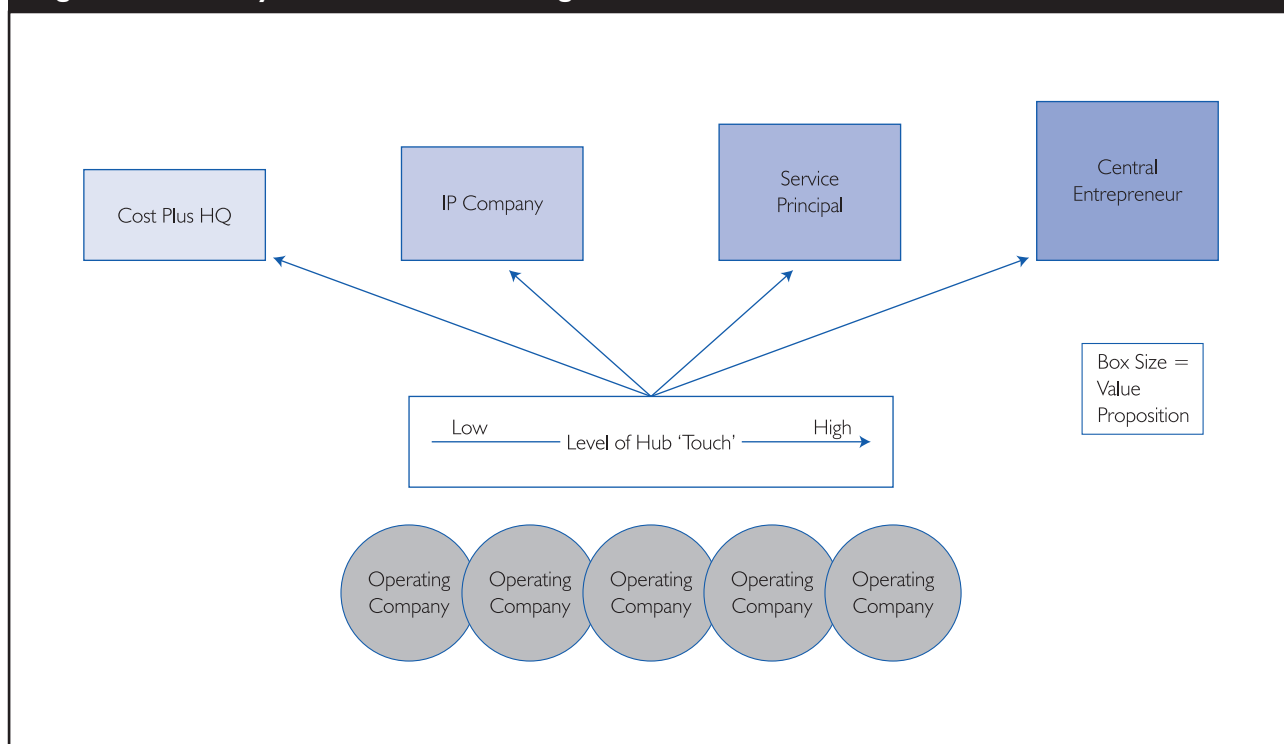 Cost Plus HQ
IP Company
Service
Principal
Central
Entrepreneur
Box Size =
Value
Proposition
Low
Level of Hub ‘Touch’
High
Operating
Company
Operating
Company
Operating
Company
Operating
Company
Operating
Company